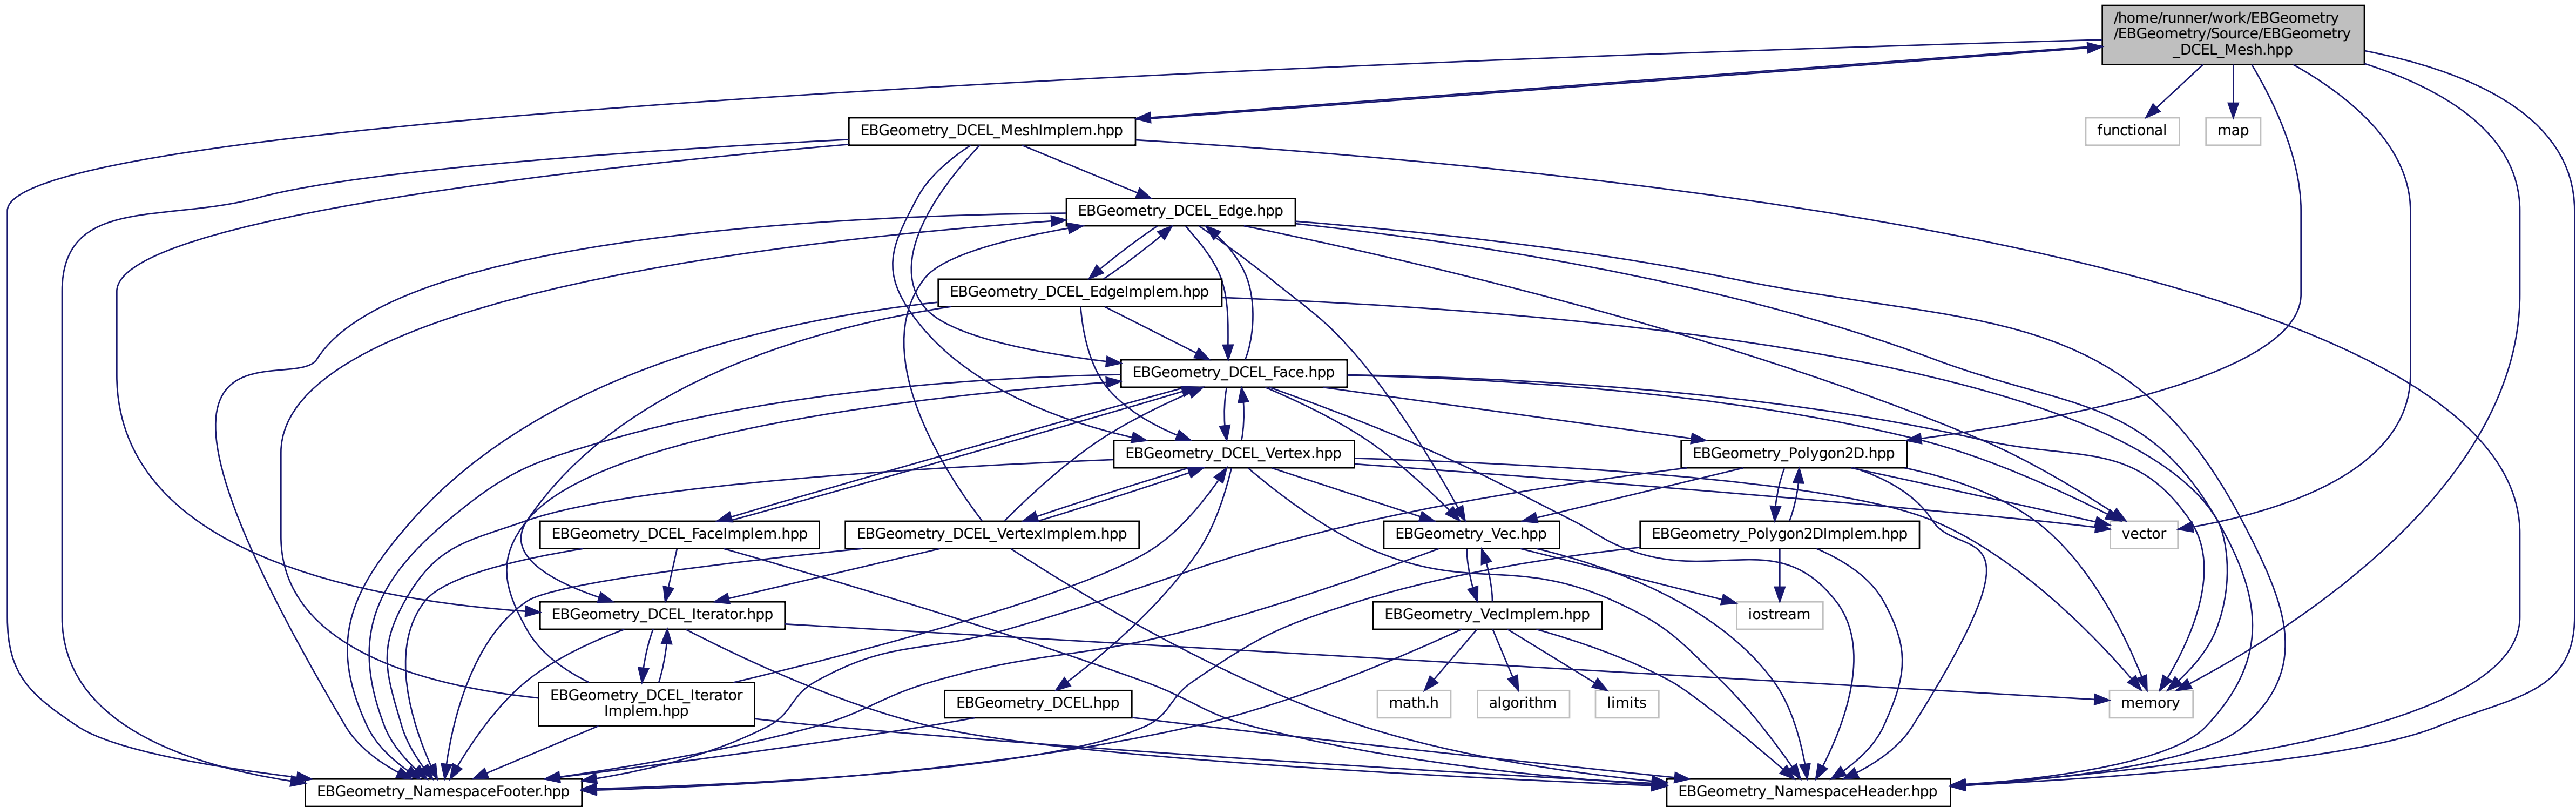 /home/runner/work/EBGeometry
/EBGeometry/Source/EBGeometry
_DCEL_Mesh.hpp
EBGeometry_DCEL_MeshImplem.hpp
functional
map
EBGeometry_DCEL_Edge.hpp
EBGeometry_DCEL_EdgeImplem.hpp
EBGeometry_DCEL_Face.hpp
EBGeometry_DCEL_Vertex.hpp
EBGeometry_Polygon2D.hpp
EBGeometry_DCEL_FaceImplem.hpp
EBGeometry_DCEL_VertexImplem.hpp
EBGeometry_Vec.hpp
EBGeometry_Polygon2DImplem.hpp
vector
EBGeometry_DCEL_Iterator.hpp
EBGeometry_VecImplem.hpp
iostream
EBGeometry_DCEL_Iterator
Implem.hpp
EBGeometry_DCEL.hpp
math.h
algorithm
limits
memory
EBGeometry_NamespaceFooter.hpp
EBGeometry_NamespaceHeader.hpp